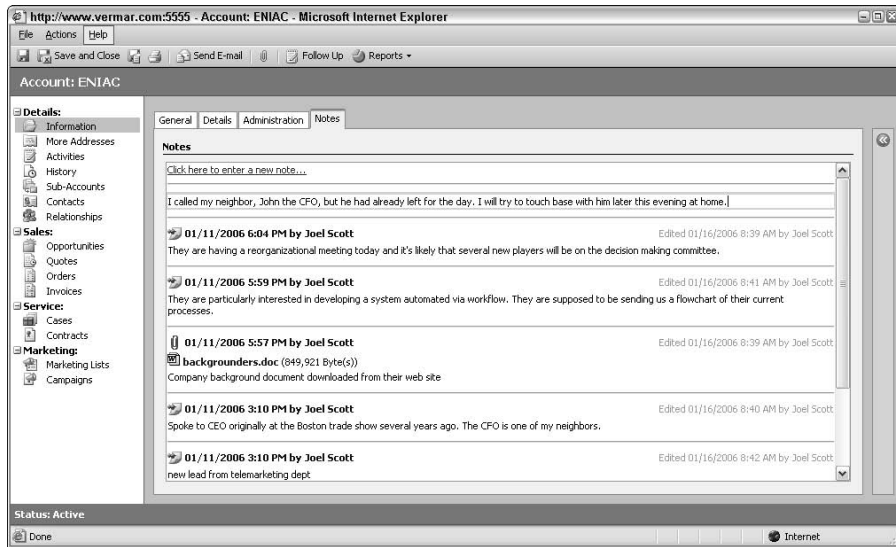 http://www.vermar.com:5555 - Account: ENIAC - Microsoft Internet Explorer
File Actions Help
Save and Close Send E-mail Follow Up Reports
Account: ENIAC
Details:
Information
More Addresses
Activities
History
Sub-Accounts
Contacts
Relationships
Sales:
Opportunities
Quotes
Orders
Invoices
Service:
Cases
Contracts
Marketing:
Marketing Lists
Campaigns
General Details Administration Notes
Notes
Click here to enter a new note...
I called my neighbor, John the CFO, but he had already left for the day. I will try to touch base with him later this evening at home.
01/11/2006 6:04 PM by Joel Scott Edited 01/16/2006 8:39 AM by Joel Scott
They are having a reorganizational meeting today and it's likely that several new players will be on the decision making committee.
01/11/2006 5:59 PM by Joel Scott Edited 01/16/2006 8:41 AM by Joel Scott
They are particularly interested in developing a system automated via workflow. They are supposed to be sending us a flowchart of their current
processes.
01/11/2006 5:57 PM by Joel Scott Edited 01/16/2006 8:39 AM by Joel Scott
backgrounders.doc (849,921 Byte(s))
Company background document downloaded from their web site
01/11/2006 3:10 PM by Joel Scott Edited 01/16/2006 8:40 AM by Joel Scott
Spoke to CEO originally at the Boston trade show several years ago. The CFO is one of my neighbors.
01/11/2006 3:10 PM by Joel Scott Edited 01/16/2006 8:42 AM by Joel Scott
new lead from telemarketing dept
Status: Active
Done Internet